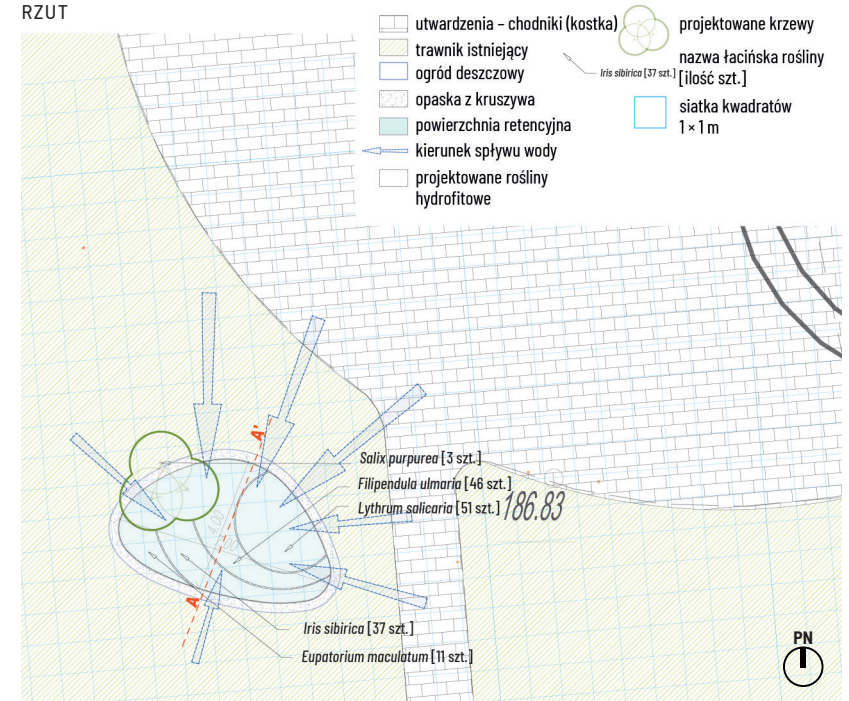 RZUT
utwardzenia – chodniki (kostka)
trawnik istniejący
ogród deszczowy
opaska z kruszywa
powierzchnia retencyjna
kierunek spływu wody
projektowane rośliny
hydrofitowe
projektowane krzewy
Iris sibirica [37 szt.]
nazwa łacińska rośliny
[ilość szt.]
siatka kwadratów
1 × 1 m
A'
Salix purpurea [3 szt.]
Filipendula ulmaria [46 szt.]
Lythrum salicaria [51 szt.]
186.83
A
Iris sibirica [37 szt.]
Eupatorium maculatum [11 szt.]
PN